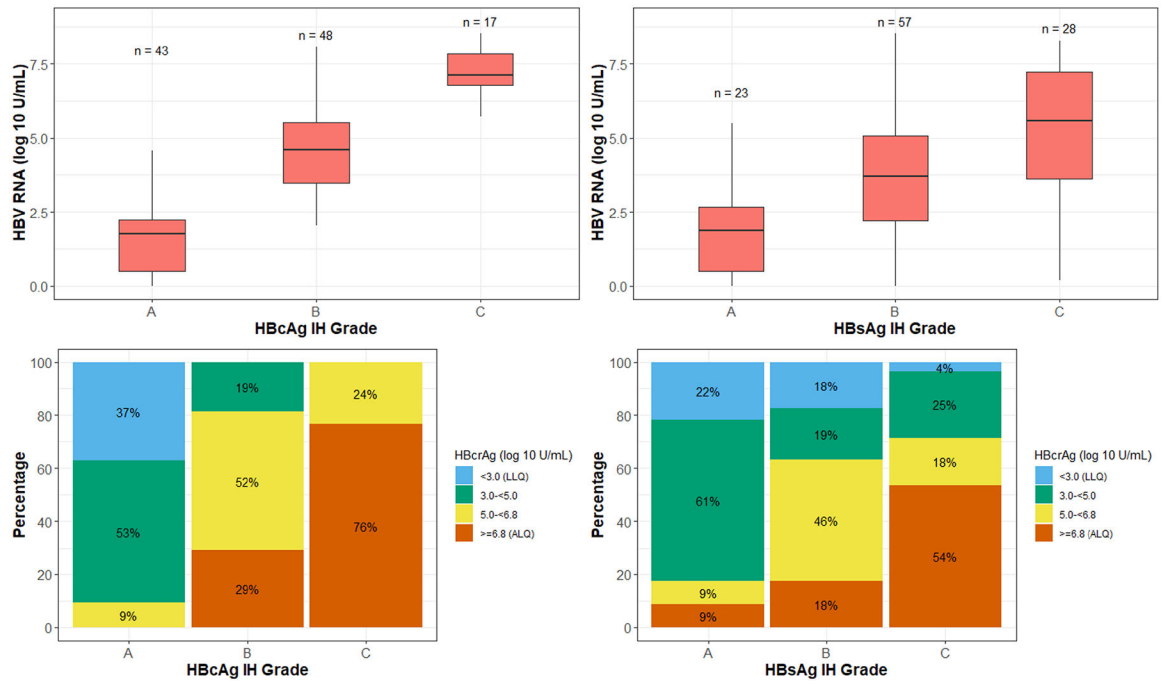 n = 43
n = 48
n = 17
7.5
5.0
2.5
0.0
HBV RNA (log 10 U/mL)
A
B
C
HBcAg IH Grade
n = 23
n = 57
n = 28
7.5
5.0
2.5
0.0
HBV RNA (log 10 U/mL)
A
B
C
HBsAg IH Grade
100
80
60
40
20
0
Percentage
37%
53%
9%
19%
52%
29%
24%
76%
A
B
C
HBcAg IH Grade
HBcrAg (log 10 U/mL)
<3.0 (LLQ)
3.0-<5.0
5.0-<6.8
>=6.8 (ALQ)
100
80
60
40
20
0
Percentage
22%
61%
9%
9%
18%
19%
46%
18%
4%
25%
18%
54%
A
B
C
HBsAg IH Grade
HBcrAg (log 10 U/mL)
<3.0 (LLQ)
3.0-<5.0
5.0-<6.8
>=6.8 (ALQ)